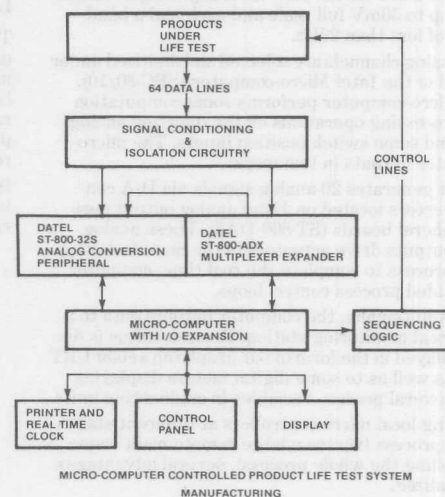 PRODUCTS
UNDER
LIFE TEST
64 DATA LINES
SIGNAL CONDITIONING
& ISOLATION CIRCUITRY
CONTROL
LINES
DATEL
ST-800-32S
ANALOG CONVERSION
PERIPHERAL
DATEL
ST-800-ADX
MULTIPLEXER EXPANDER
MICRO-COMPUTER
WITH I/O EXPANSION
SEQUENCING
LOGIC
PRINTER AND
REAL TIME
CLOCK
CONTROL
PANEL
DISPLAY
MICRO-COMPUTER CONTROLLED PRODUCT LIFE TEST SYSTEM
MANUFACTURING